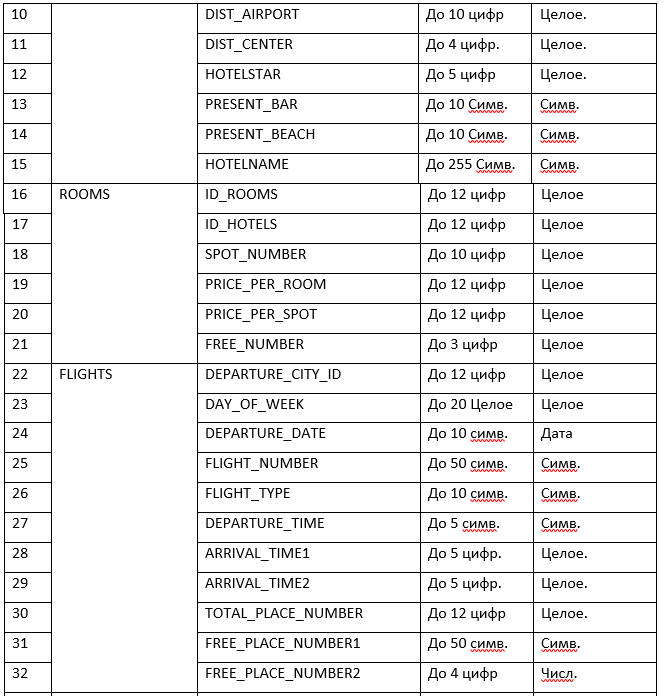 10 DIST_AIRPORT До 10 цифр Целое.
11 DIST_CENTER До 4 цифр. Целое.
12 HOTELSTAR До 5 цифр Целое.
13 PRESENT_BAR До 10 Симв. Симв.
14 PRESENT_BEACH До 10 Симв. Симв.
15 HOTELNAME До 255 Симв. Симв.
16 ROOMS ID_ROOMS До 12 цифр Целое
17 ID_HOTELS До 12 цифр Целое
18 SPOT_NUMBER До 10 цифр Целое
19 PRICE_PER_ROOM До 12 цифр Целое
20 PRICE_PER_SPOT До 12 цифр Целое
21 FREE_NUMBER До 3 цифр Целое
22 FLIGHTS DEPARTURE_CITY_ID До 12 цифр Целое
23 DAY_OF_WEEK До 20 Целое Целое
24 DEPARTURE_DATE До 10 симв. Дата
25 FLIGHT_NUMBER До 50 симв. Симв.
26 FLIGHT_TYPE До 10 симв. Симв.
27 DEPARTURE_TIME До 5 симв. Симв.
28 ARRIVAL_TIME1 До 5 цифр. Целое.
29 ARRIVAL_TIME2 До 5 цифр. Целое.
30 TOTAL_PLACE_NUMBER До 12 цифр Целое.
31 FREE_PLACE_NUMBER1 До 50 симв. Симв.
32 FREE_PLACE_NUMBER2 До 4 цифр Числ.